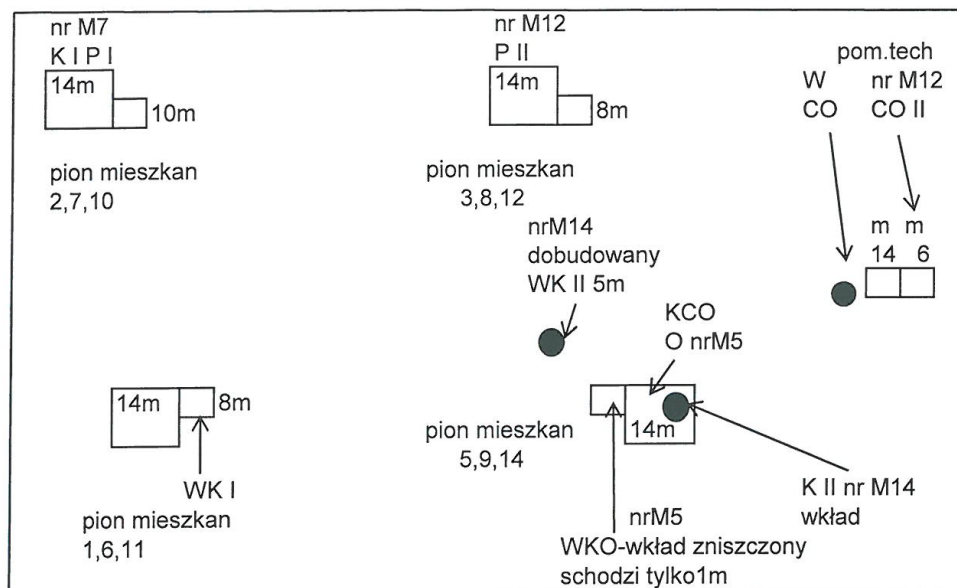 nr M7
K I P I
14m
10m
pion mieszkan
2,7,10
nr M12
P II
14m
8m
pion mieszkan
3,8,12
pom.tech
W nr M12
CO CO II
m m
14 6
nrM14
dobudowany
WK II 5m
KCO
O nrM5
14m
8m
WK I
pion mieszkan
1,6,11
pion mieszkan
5,9,14
14m
nrM5
WKO-wkład zniszczony
schodzi tylko1m
K II nr M14
wkład